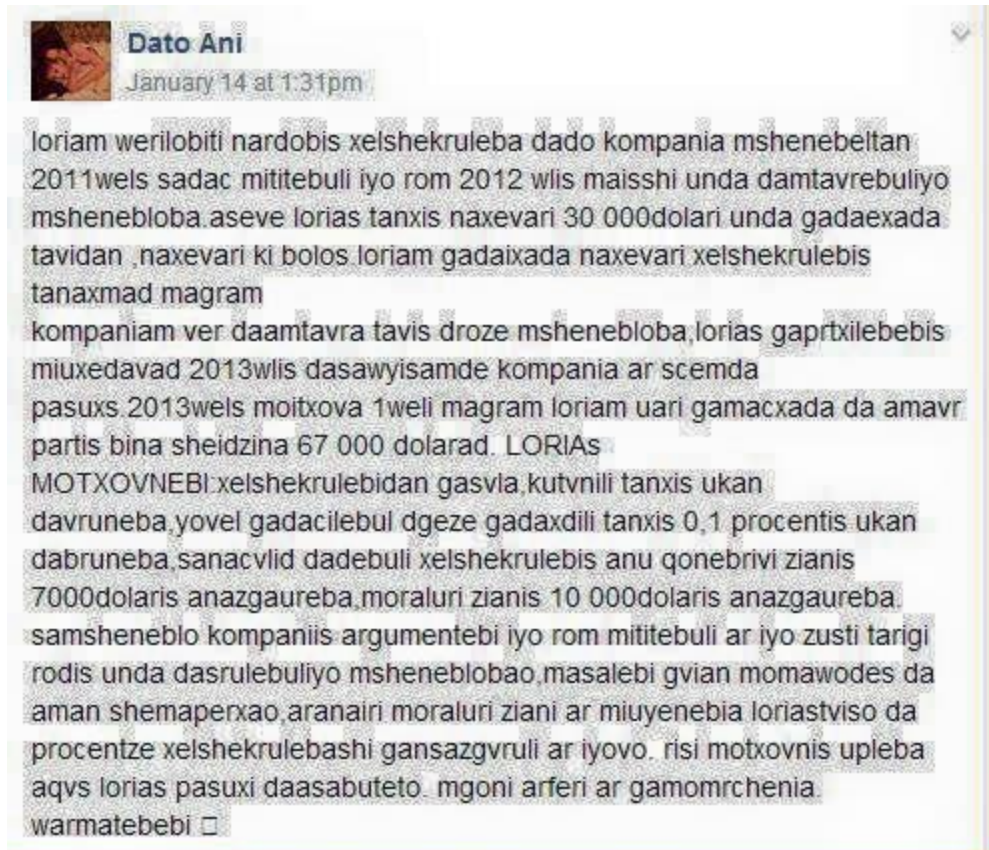 Dato Ani
January 14 at 1:31pm
loriam werilobiti nardobis xelshekruleba dado kompania mshenebeltan
2011wels sadac mititebuli iyo rom 2012 wlis maisshi unda damtavrebuliyo
mshenebloba.aseve lorias tanxis naxevari 30 000dolari unda gadaexada
tavidan ,naxevari ki bolos.loriam gadaixada naxevari xelshekrulebis
tanaxmad magram
kompaniam ver daamtavra tavis droze mshenebloba,lorias gaprtxilebebis
miuxedavad 2013wlis dasawyisamde kompania ar scemda
pasuxs.2013wels moitxova 1weli magram loriam uari gamacxada da amavr
partis bina sheidzina 67 000 dolarad. LORIAs
MOTXOVNEBI:xelshekrulebidan gasvla,kutvnili tanxis ukan
davruneba,yovel gadacilebul dgeze gadaxdili tanxis 0,1 procentis ukan
dabruneba,sanacvlid dadebuli xelshekrulebis anu qonebrivi zianis
7000dolaris anazgaureba,moraluri zianis 10 000dolaris anazgaureba.
samsheneblo kompaniis argumentebi iyo rom mititebuli ar iyo zusti tarigi
rodis unda dasrulebuliyo msheneblobao,masalebi gvian momawodes da
aman shemaperxao,aranairi moraluri ziani ar miuyenebia loriastviso da
procentze xelshekrulebashi gansazgvruli ar iyovo. risi motxovnis upleba
aqvs lorias pasuxi daasabuteto. mgoni arferi ar gamomrchenia.
warmatebebi □